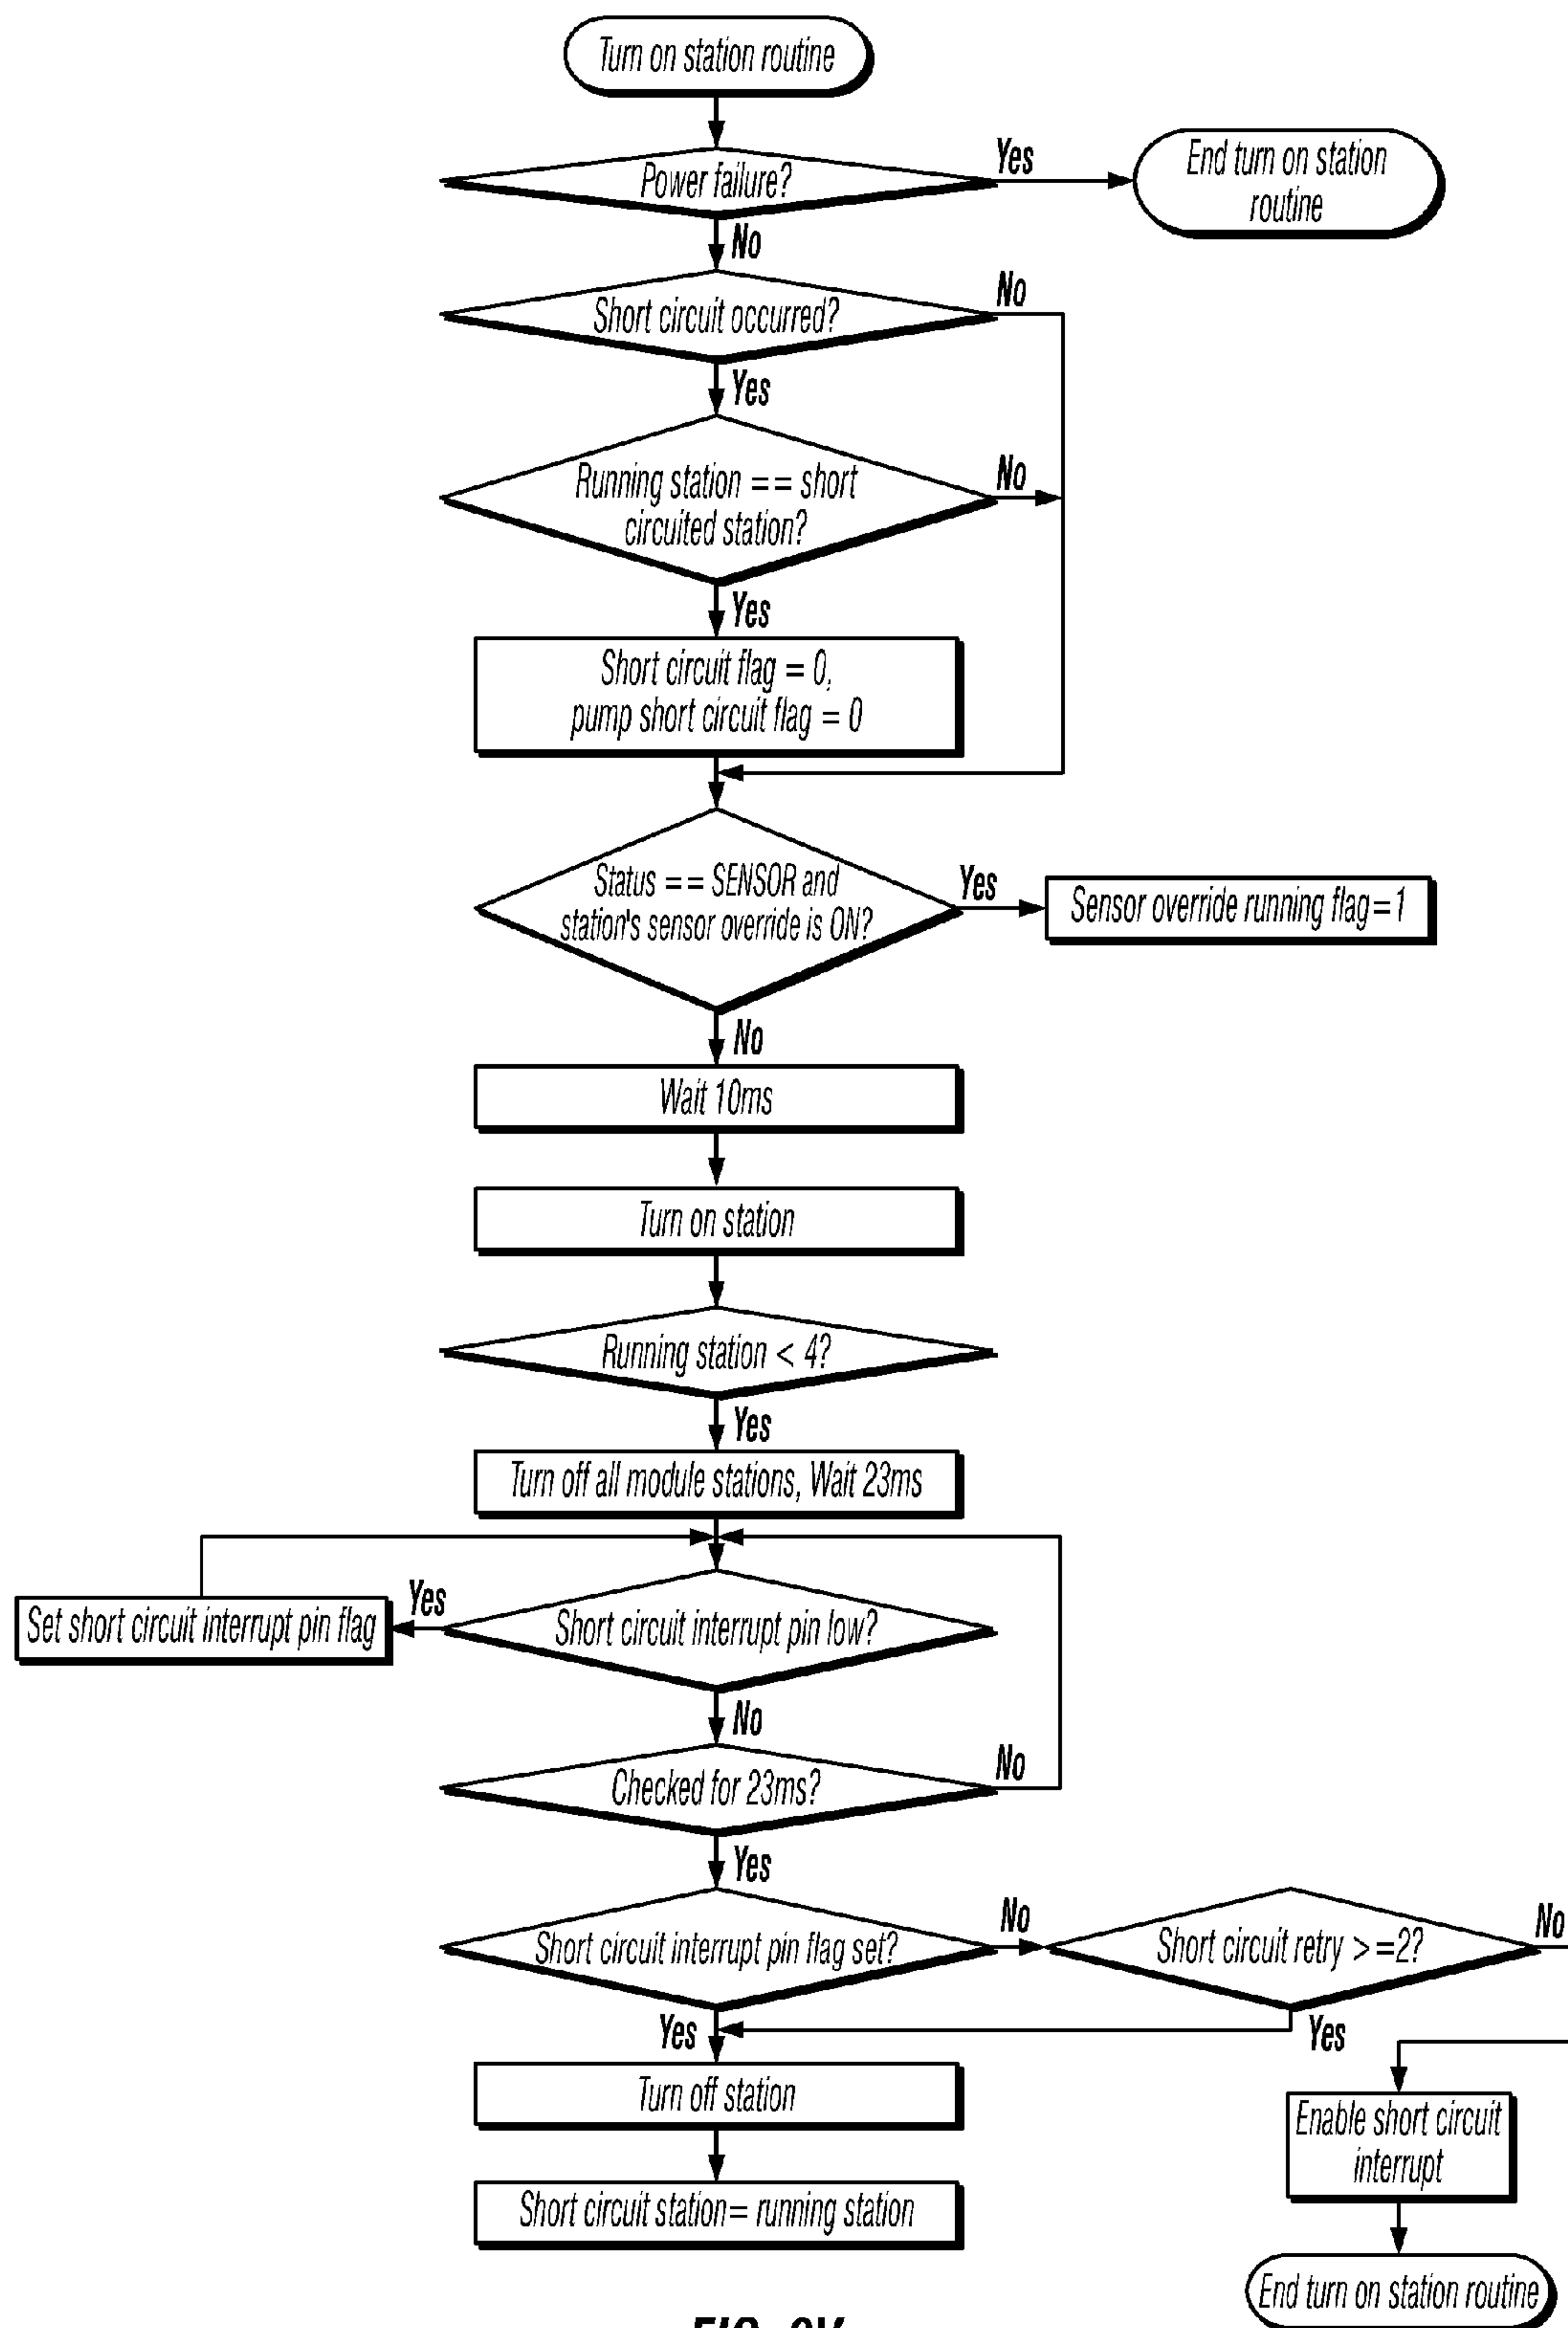 Turn on station routine
Power failure?
Yes
End turn on station
routine
No
Short circuit occurred?
No
Yes
Running station == short
circuited station?
No
Yes
Short circuit flag = 0,
pump short circuit flag = 0
Status == SENSOR and
station's sensor override is ON?
Yes
Sensor override running flag=1
No
Wait 10ms
Turn on station
Running station < 4?
Yes
Turn off all module stations, Wait 23ms
Short circuit interrupt pin low?
Yes
Set short circuit interrupt pin flag
No
Checked for 23ms?
No
Yes
Short circuit interrupt pin flag set?
No
Short circuit retry >=2?
No
Yes
Yes
Turn off station
Enable short circuit
interrupt
Short circuit station= running station
End turn on station routine